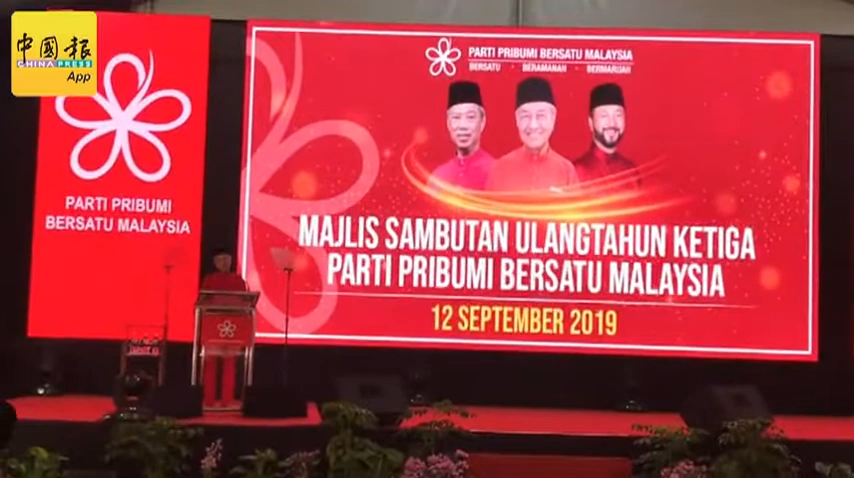 中國報
CHINA PRESS
App
PARTI PRIBUMI
BERSATU MALAYSIA
PARTI PRIBUMI BERSATU MALAYSIA
BERSATU · BERAMANAH · BERMARUAH
MAJLIS SAMBUTAN ULANGTAHUN KETIGA
PARTI PRIBUMI BERSATU MALAYSIA
12 SEPTEMBER 2019